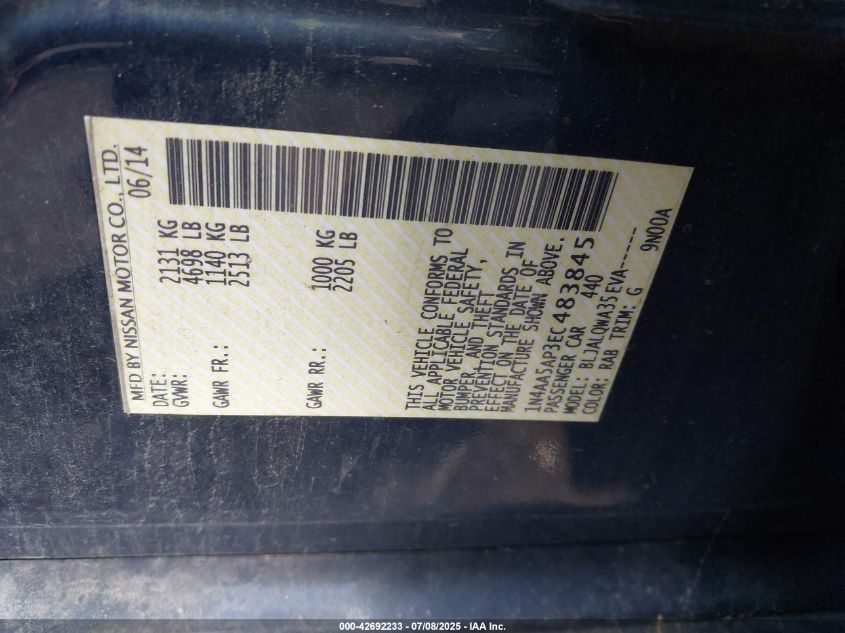 MFD BY NISSAN MOTOR CO., LTD.
DATE: 06/14
GVWR: 2131 KG
4698 LB
GAWR FR.: 1140 KG
2513 LB
GAWR RR.: 1000 KG
2205 LB
THIS VEHICLE CONFORMS TO
ALL APPLICABLE FEDERAL
MOTOR VEHICLE SAFETY,
BUMPER, AND THEFT
PREVENTION STANDARDS IN
EFFECT ON THE DATE OF
MANUFACTURE SHOWN ABOVE.
1N4AA5AP3EC483845
PASSENGER CAR 440
MODEL: BLJALQWA35EVA-----
COLOR: RAB TRIM: G 9N00A
000-42692233 - 07/08/2025 - IAA Inc.